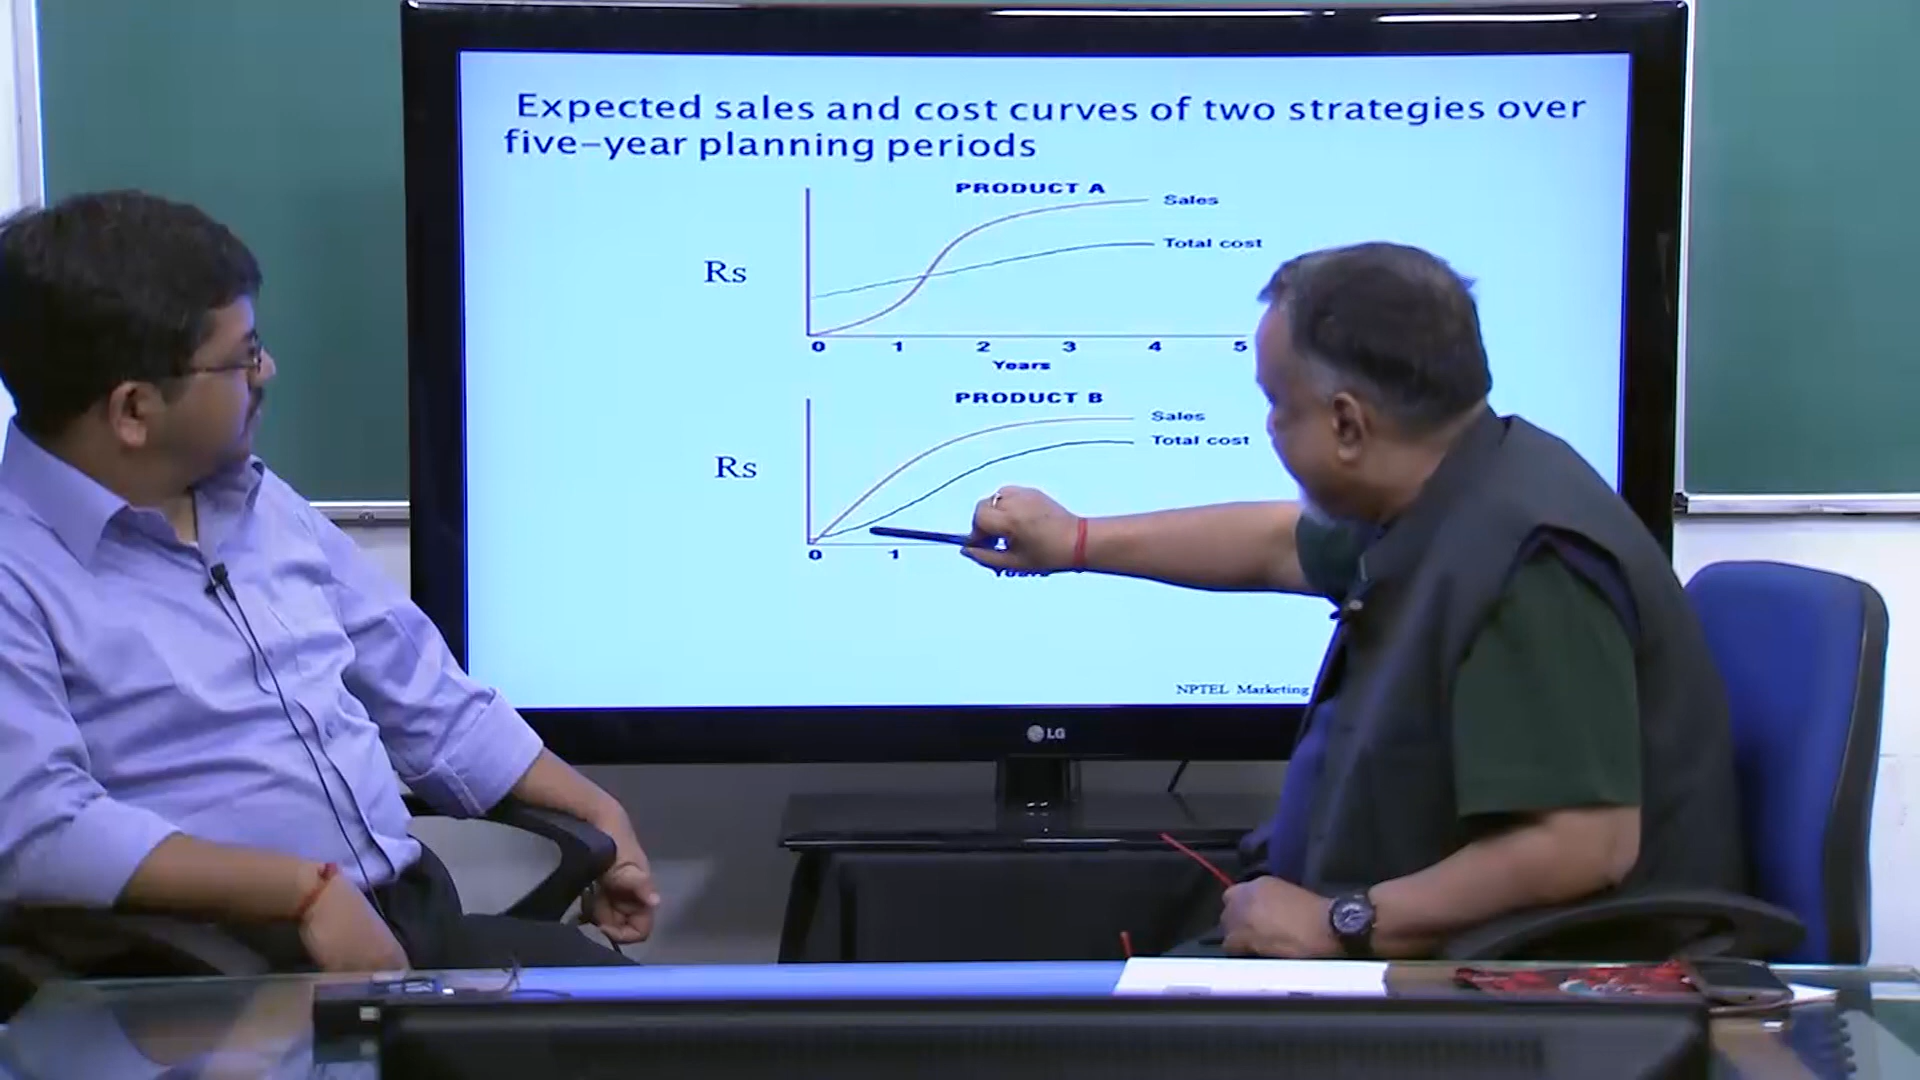 Expected sales and cost curves of two strategies over
five-year planning periods
PRODUCT A
Sales
Total cost
Rs
0 1 2 3 4 5
Years
PRODUCT B
Sales
Total cost
Rs
0 1
Years
NPTEL Marketing
LG